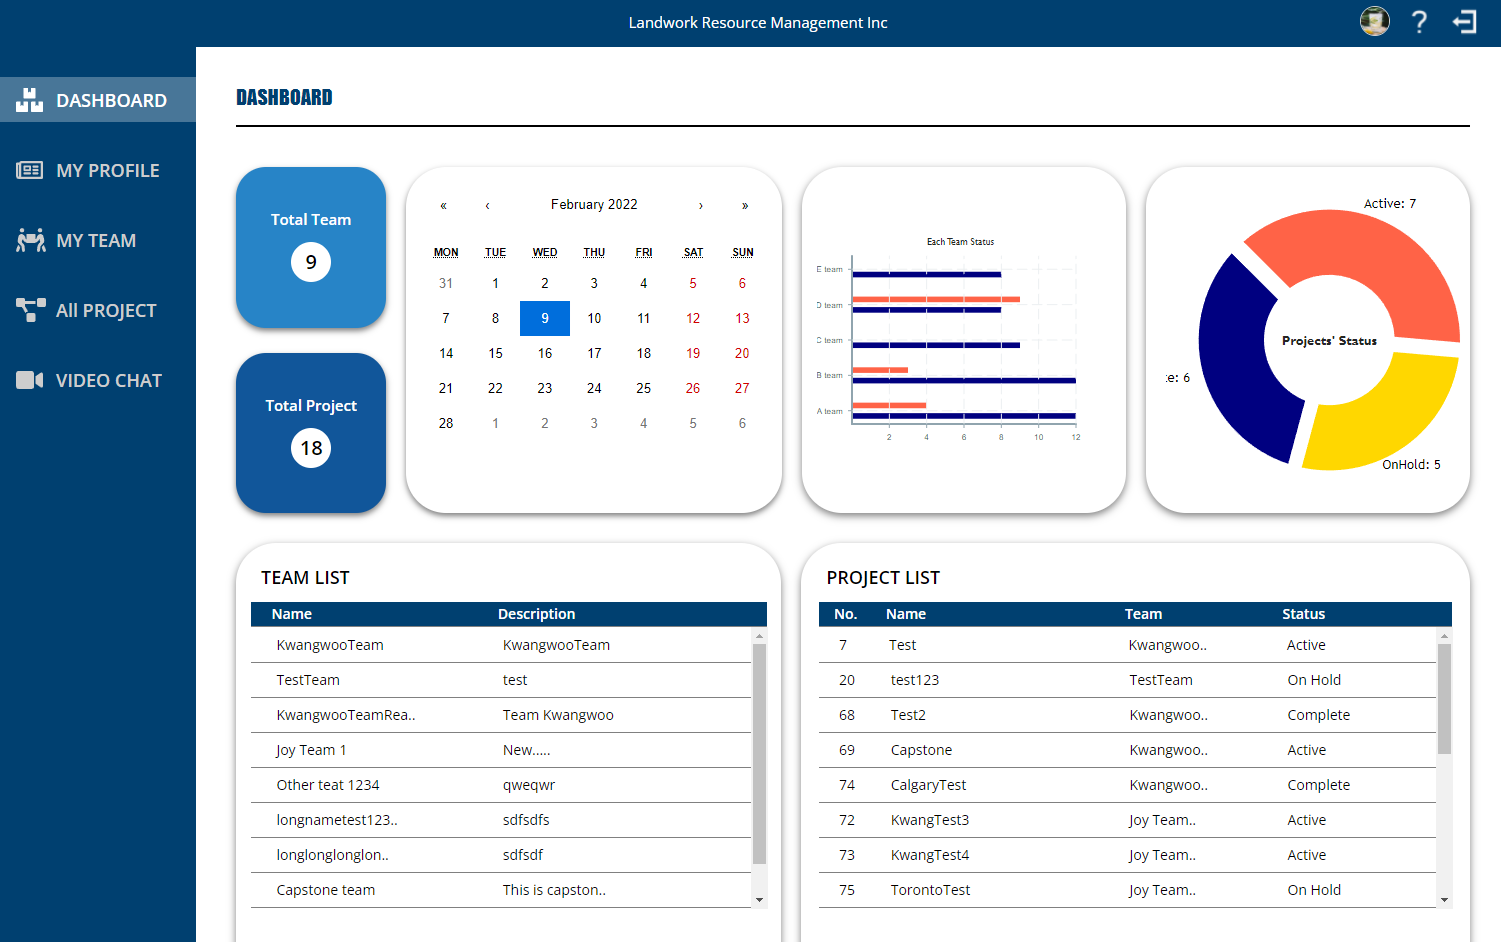 Landwork Resource Management Inc
?
DASHBOARD
MY PROFILE
MY TEAM
All PROJECT
VIDEO CHAT
DASHBOARD
Total Team
9
Total Project
18
« ‹ February 2022 › »
MON TUE WED THU FRI SAT SUN
31 1 2 3 4 5 6
7 8 9 10 11 12 13
14 15 16 17 18 19 20
21 22 23 24 25 26 27
28 1 2 3 4 5 6
Each Team Status
E team
D team
C team
B team
A team
2 4 6 8 10 12
Active: 7
Projects' Status
te: 6
OnHold: 5
TEAM LIST
Name Description
KwangwooTeam KwangwooTeam
TestTeam test
KwangwooTeamRea.. Team Kwangwoo
Joy Team 1 New.....
Other teat 1234 qweqwr
longnametest123.. sdfsdfs
longlonglonglon.. sdfsdf
Capstone team This is capston..
PROJECT LIST
No. Name Team Status
7 Test Kwangwoo.. Active
20 test123 TestTeam On Hold
68 Test2 Kwangwoo.. Complete
69 Capstone Kwangwoo.. Active
74 CalgaryTest Kwangwoo.. Complete
72 KwangTest3 Joy Team.. Active
73 KwangTest4 Joy Team.. Active
75 TorontoTest Joy Team.. On Hold